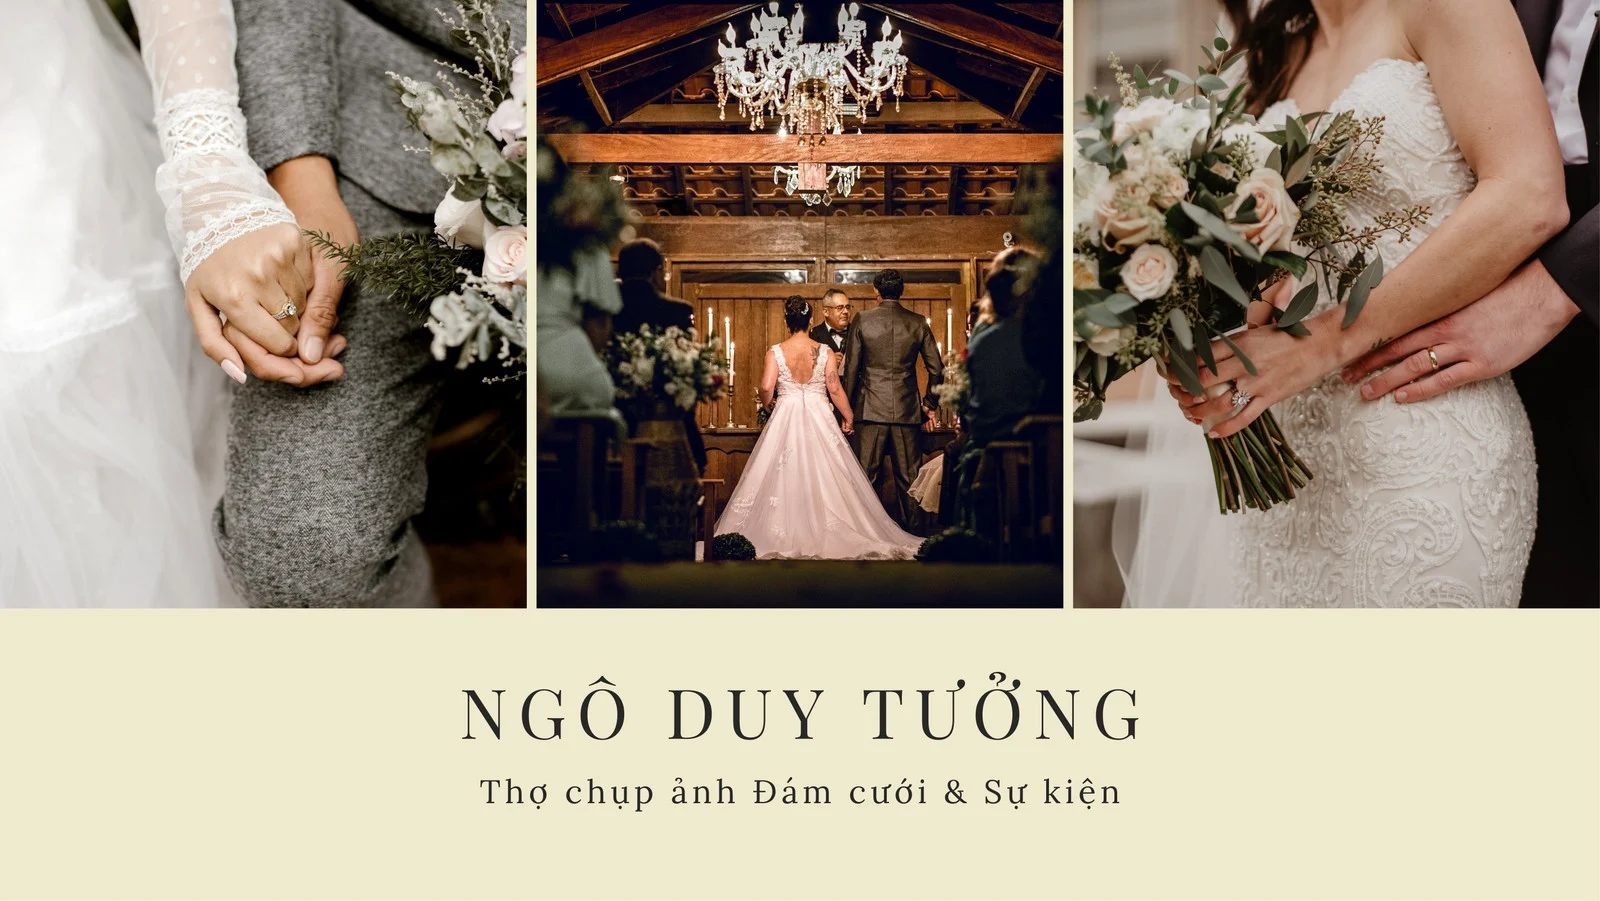 NGÔ DUY TƯỞNG
Thợ chụp ảnh Đám cưới & Sự kiện